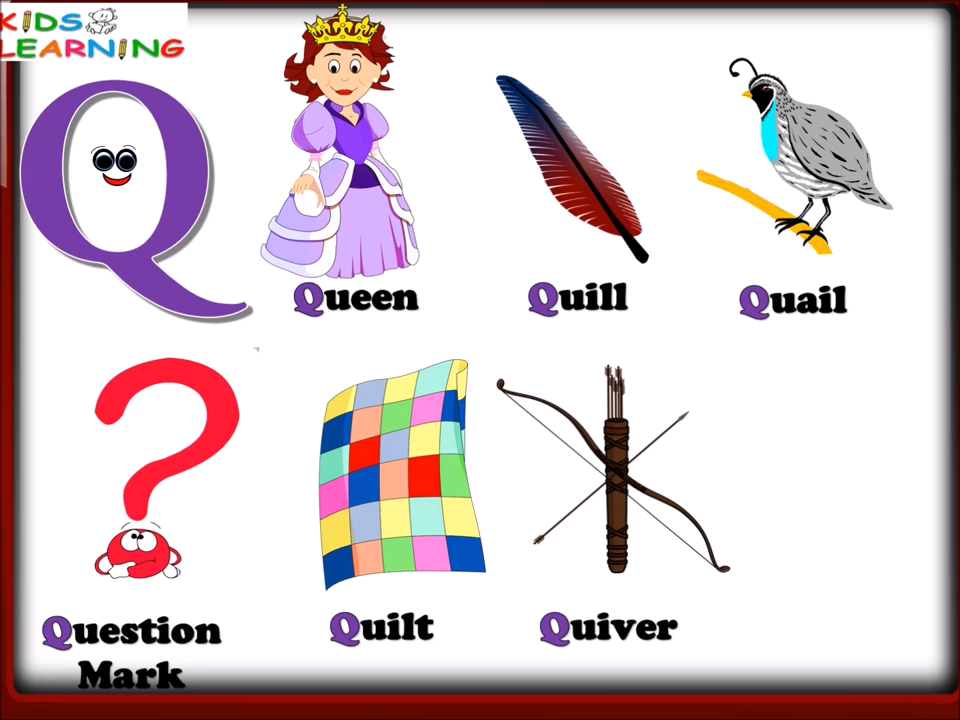 KIDS
LEARNING
Q
Queen
Quill
Quail
?
Question
Mark
Quilt
Quiver